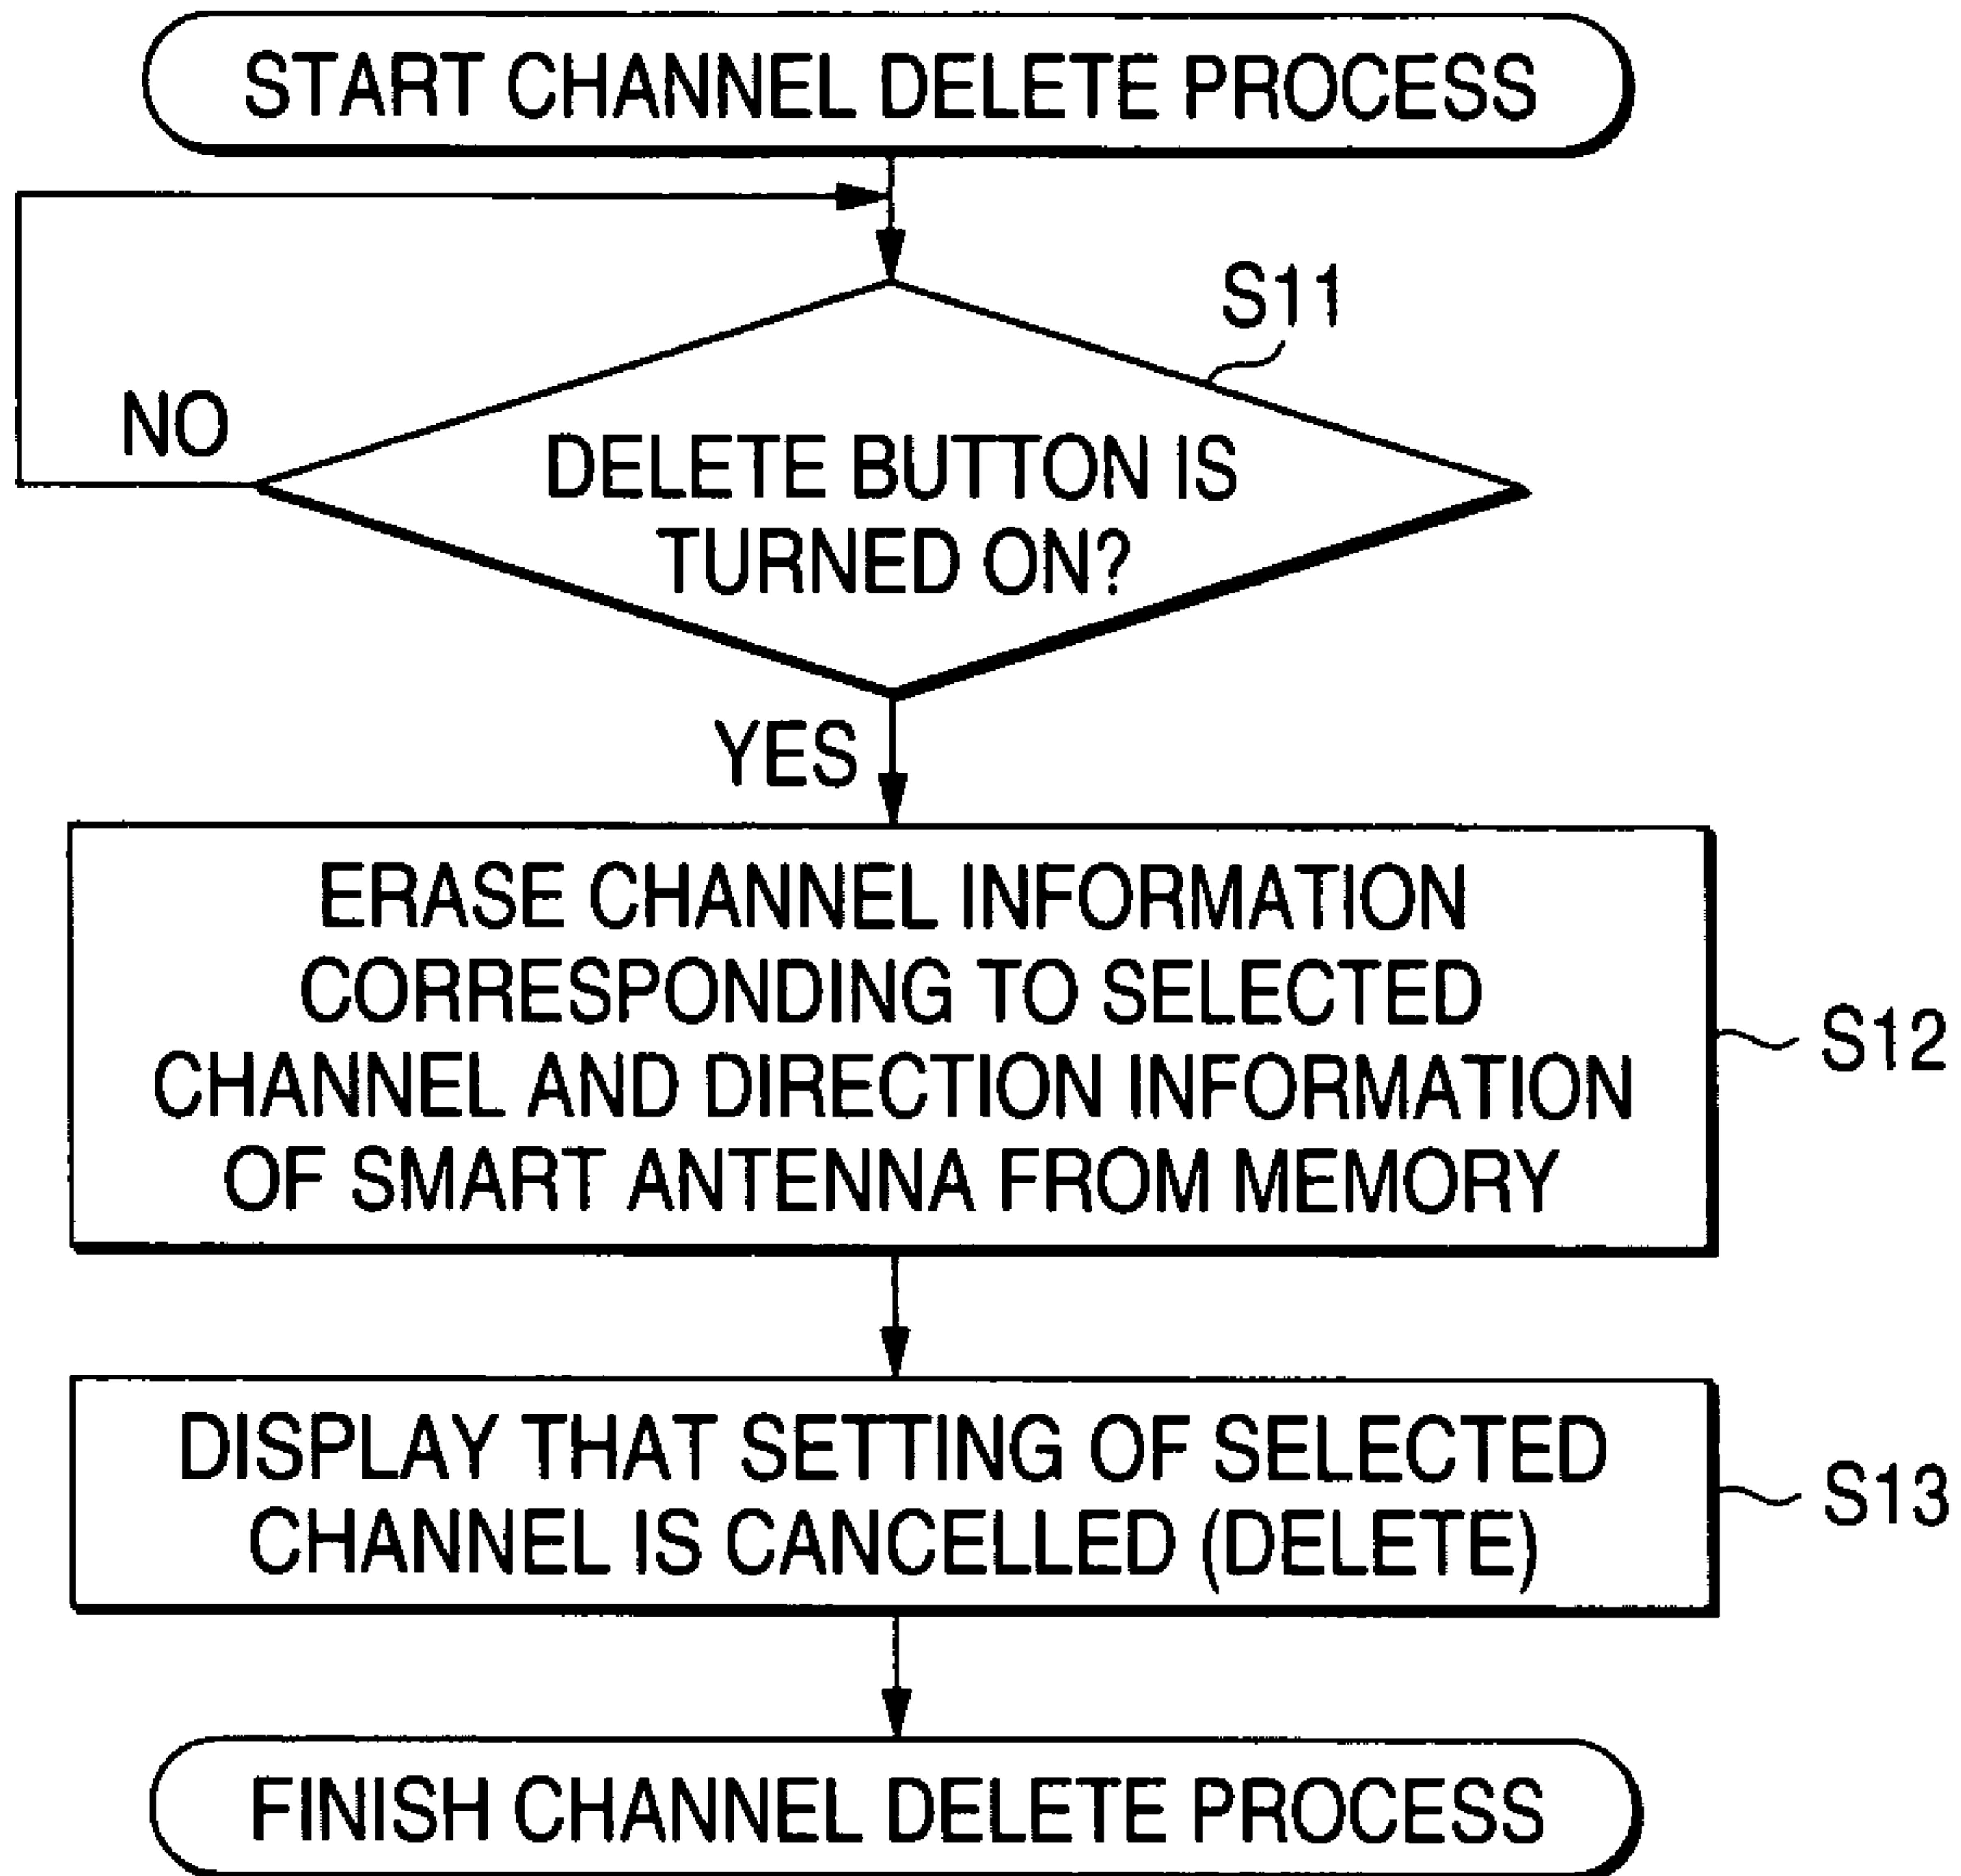 START CHANNEL DELETE PROCESS
S11
NO
DELETE BUTTON IS
TURNED ON?
YES
ERASE CHANNEL INFORMATION
CORRESPONDING TO SELECTED
CHANNEL AND DIRECTION INFORMATION
OF SMART ANTENNA FROM MEMORY
S12
DISPLAY THAT SETTING OF SELECTED
CHANNEL IS CANCELLED (DELETE)
S13
FINISH CHANNEL DELETE PROCESS